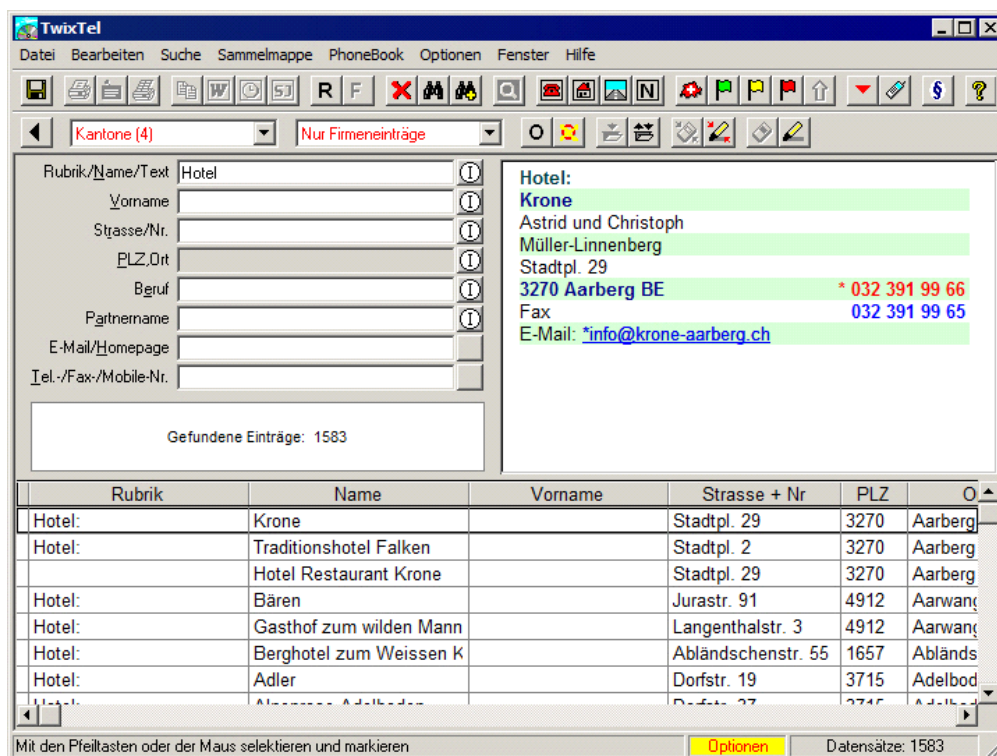 TwixTel
Datei Bearbeiten Suche Sammelmappe PhoneBook Optionen Fenster Hilfe
W SJ R F N § ?
Kantone (4) Nur Firmeneinträge O
Rubrik/Name/Text Hotel
Vorname
Strasse/Nr.
PLZ,Ort
Beruf
Partnername
E-Mail/Homepage
Tel.-/Fax-/Mobile-Nr.
Gefundene Einträge: 1583
Hotel:
Krone
Astrid und Christoph
Müller-Linnenberg
Stadtpl. 29
3270 Aarberg BE * 032 391 99 66
Fax 032 391 99 65
E-Mail: *info@krone-aarberg.ch
Rubrik Name Vorname Strasse + Nr PLZ O
Hotel: Krone Stadtpl. 29 3270 Aarberg
Hotel: Traditionshotel Falken Stadtpl. 2 3270 Aarberg
Hotel Restaurant Krone Stadtpl. 29 3270 Aarberg
Hotel: Bären Jurastr. 91 4912 Aarwang
Hotel: Gasthof zum wilden Mann Langenthalstr. 3 4912 Aarwang
Hotel: Berghotel zum Weissen K Abländschenstr. 55 1657 Abländs
Hotel: Adler Dorfstr. 19 3715 Adelbod
Mit den Pfeiltasten oder der Maus selektieren und markieren Optionen Datensätze: 1583